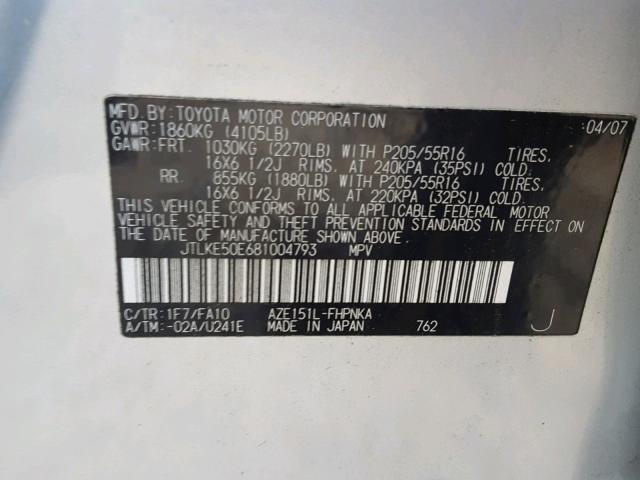 MFD.BY:TOYOTA MOTOR CORPORATION 04/07
GVWR:1860KG (4105LB)
GAWR:FRT. 1030KG (2270LB) WITH P205/55R16 TIRES,
16X6 1/2J RIMS, AT 240KPA (35PSI) COLD.
RR. 855KG (1880LB) WITH P205/55R16 TIRES,
16X6 1/2J RIMS, AT 220KPA (32PSI) COLD.
THIS VEHICLE CONFORMS TO ALL APPLICABLE FEDERAL MOTOR
VEHICLE SAFETY AND THEFT PREVENTION STANDARDS IN EFFECT ON
THE DATE OF MANUFACTURE SHOWN ABOVE.
JTLKE50E681004793 MPV
C/TR:1F7/FA10 AZE151L-FHPNKA
A/TM:-02A/U241E MADE IN JAPAN 762 J